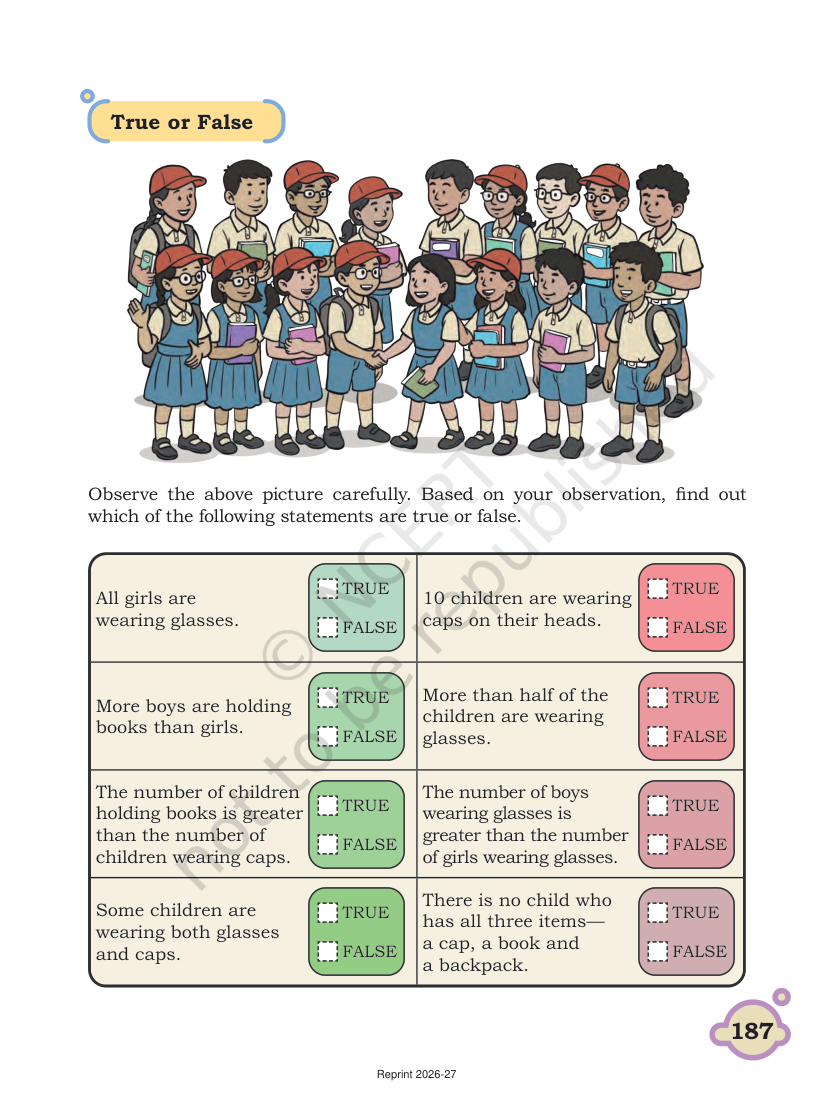 True or False
Observe the above picture carefully. Based on your observation, find out
which of the following statements are true or false.
All girls are
wearing glasses.
TRUE
FALSE
10 children are wearing
caps on their heads.
TRUE
FALSE
More boys are holding
books than girls.
TRUE
FALSE
More than half of the
children are wearing
glasses.
TRUE
FALSE
The number of children
holding books is greater
than the number of
children wearing caps.
TRUE
FALSE
The number of boys
wearing glasses is
greater than the number
of girls wearing glasses.
TRUE
FALSE
Some children are
wearing both glasses
and caps.
TRUE
FALSE
There is no child who
has all three items—
a cap, a book and
a backpack.
TRUE
FALSE
© NCERT
not to be republished
187
Reprint 2026-27